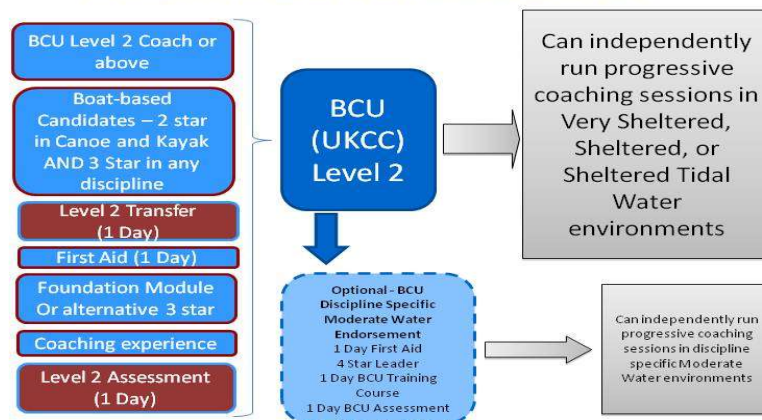 BCU Level 2 Coach or
above
Boat-based
Candidates – 2 star
in Canoe and Kayak
AND 3 Star in any
discipline
Level 2 Transfer
(1 Day)
First Aid (1 Day)
Foundation Module
Or alternative 3 star
Coaching experience
Level 2 Assessment
(1 Day)
BCU
(UKCC)
Level 2
Can independently
run progressive
coaching sessions in
Very Sheltered,
Sheltered, or
Sheltered Tidal
Water
environments
Optional - BCU
Discipline Specific
Moderate Water
Endorsement
1 Day First Aid
4 Star Leader
1 Day BCU Training
Course
1 Day BCU Assessment
Can independently run
progressive coaching
sessions in discipline
specific Moderate
Water environments